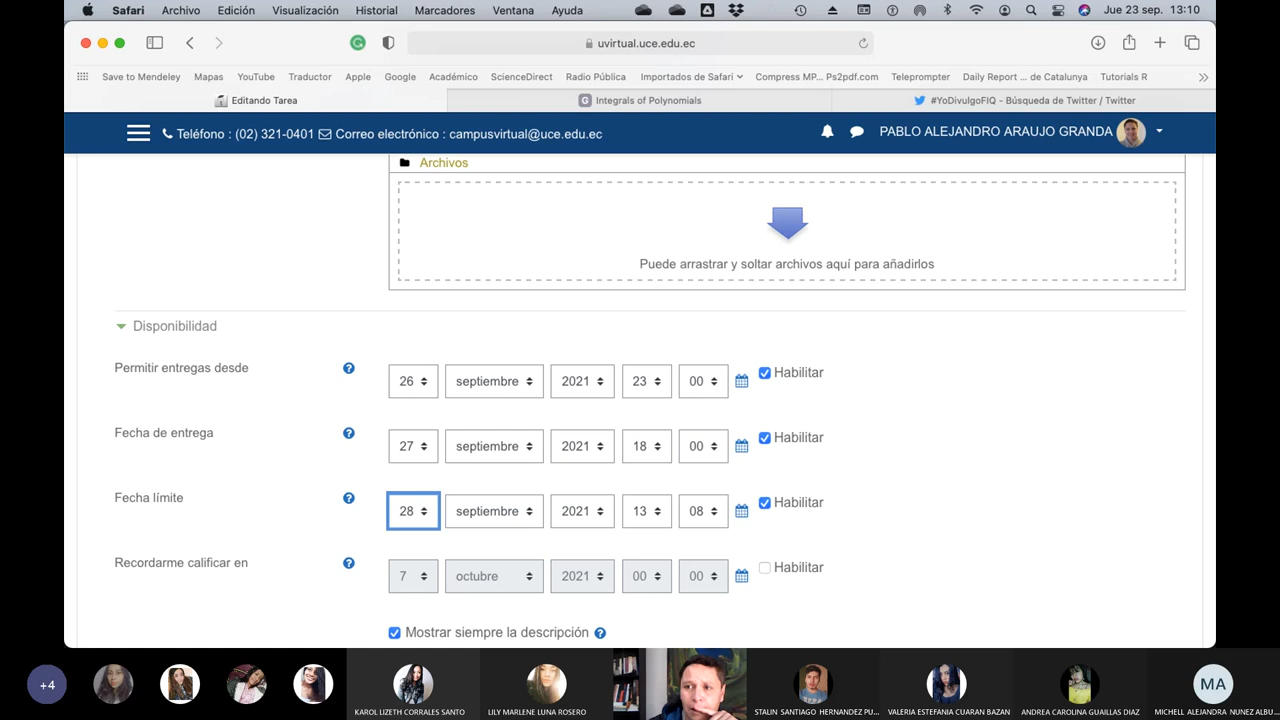 Safari Archivo Edición Visualización Historial Marcadores Ventana Ayuda Jue 23 sep. 13:10
uvirtual.uce.edu.ec
Save to Mendeley Mapas YouTube Traductor Apple Google Académico ScienceDirect Radio Pública Importados de Safari Compress MP... Ps2pdf.com Teleprompter Daily Report ... de Catalunya Tutorials R
Editando Tarea Integrals of Polynomials #YoDivulgoFIQ - Búsqueda de Twitter / Twitter
Teléfono : (02) 321-0401 Correo electrónico : campusvirtual@uce.edu.ec PABLO ALEJANDRO ARAUJO GRANDA
Archivos
Puede arrastrar y soltar archivos aquí para añadirlos
Disponibilidad
Permitir entregas desde ? 26 septiembre 2021 23 00 Habilitar
Fecha de entrega ? 27 septiembre 2021 18 00 Habilitar
Fecha límite ? 28 septiembre 2021 13 08 Habilitar
Recordarme calificar en ? 7 octubre 2021 00 00 Habilitar
Mostrar siempre la descripción ?
+4 MA
KAROL LIZETH CORRALES SANTO LILY MARLENE LUNA ROSERO STALIN SANTIAGO HERNANDEZ PU... VALERIA ESTEFANIA CUARAN BAZAN ANDREA CAROLINA GUAILLAS DIAZ MICHELL ALEJANDRA NUNEZ ALBU